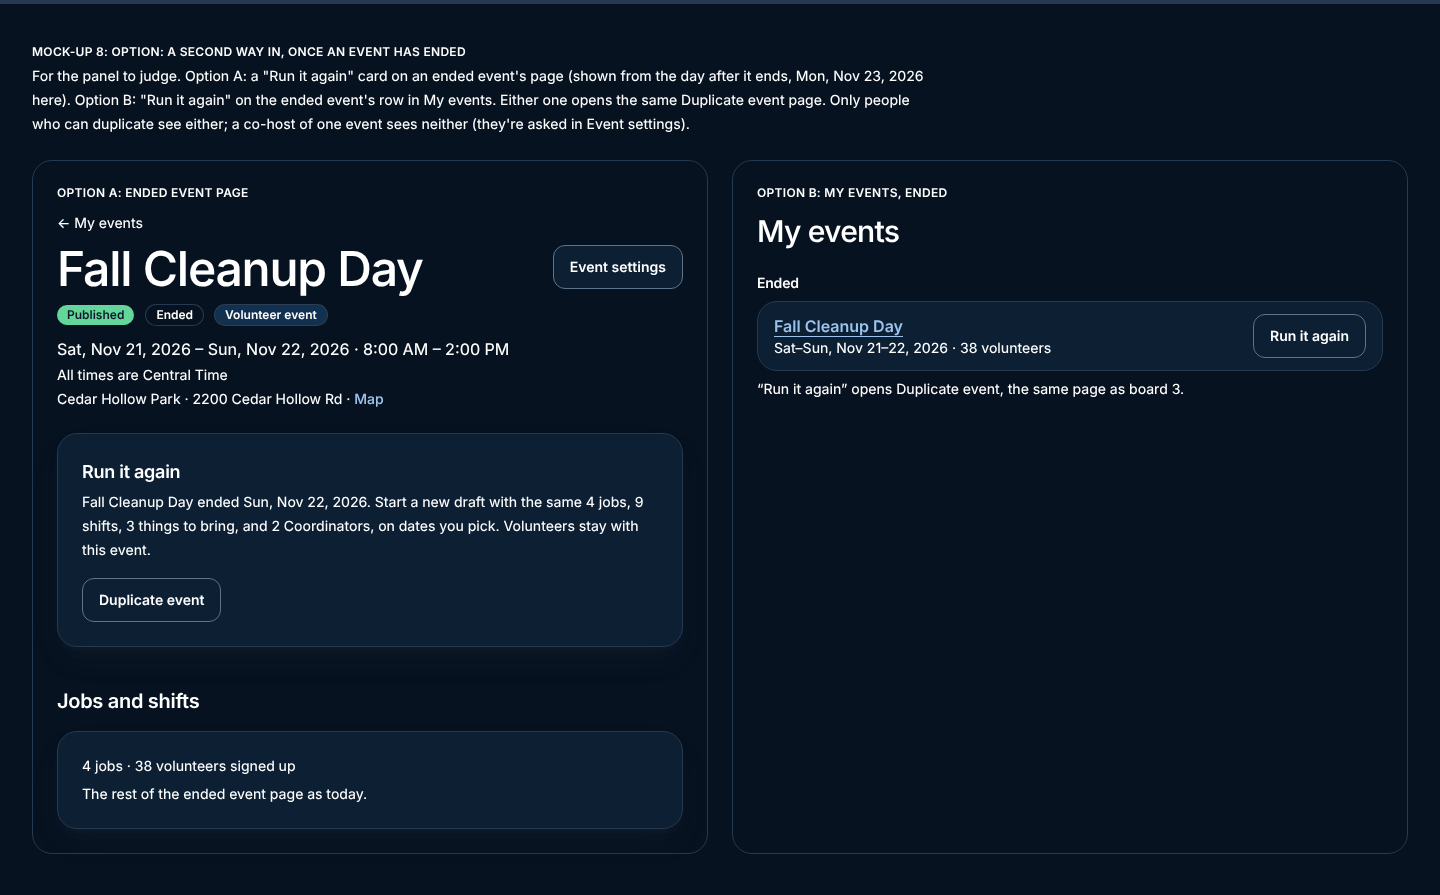 MOCK-UP 8: OPTION: A SECOND WAY IN, ONCE AN EVENT HAS ENDED
For the panel to judge. Option A: a "Run it again" card on an ended event's page (shown from the day after it ends, Mon, Nov 23, 2026
here). Option B: "Run it again" on the ended event's row in My events. Either one opens the same Duplicate event page. Only people
who can duplicate see either; a co-host of one event sees neither (they're asked in Event settings).
OPTION A: ENDED EVENT PAGE
← My events
Fall Cleanup Day
Event settings
Published
Ended
Volunteer event
Sat, Nov 21, 2026 – Sun, Nov 22, 2026 · 8:00 AM – 2:00 PM
All times are Central Time
Cedar Hollow Park · 2200 Cedar Hollow Rd · Map
Run it again
Fall Cleanup Day ended Sun, Nov 22, 2026. Start a new draft with the same 4 jobs, 9
shifts, 3 things to bring, and 2 Coordinators, on dates you pick. Volunteers stay with
this event.
Duplicate event
Jobs and shifts
4 jobs · 38 volunteers signed up
The rest of the ended event page as today.
OPTION B: MY EVENTS, ENDED
My events
Ended
Fall Cleanup Day
Sat–Sun, Nov 21–22, 2026 · 38 volunteers
Run it again
“Run it again” opens Duplicate event, the same page as board 3.